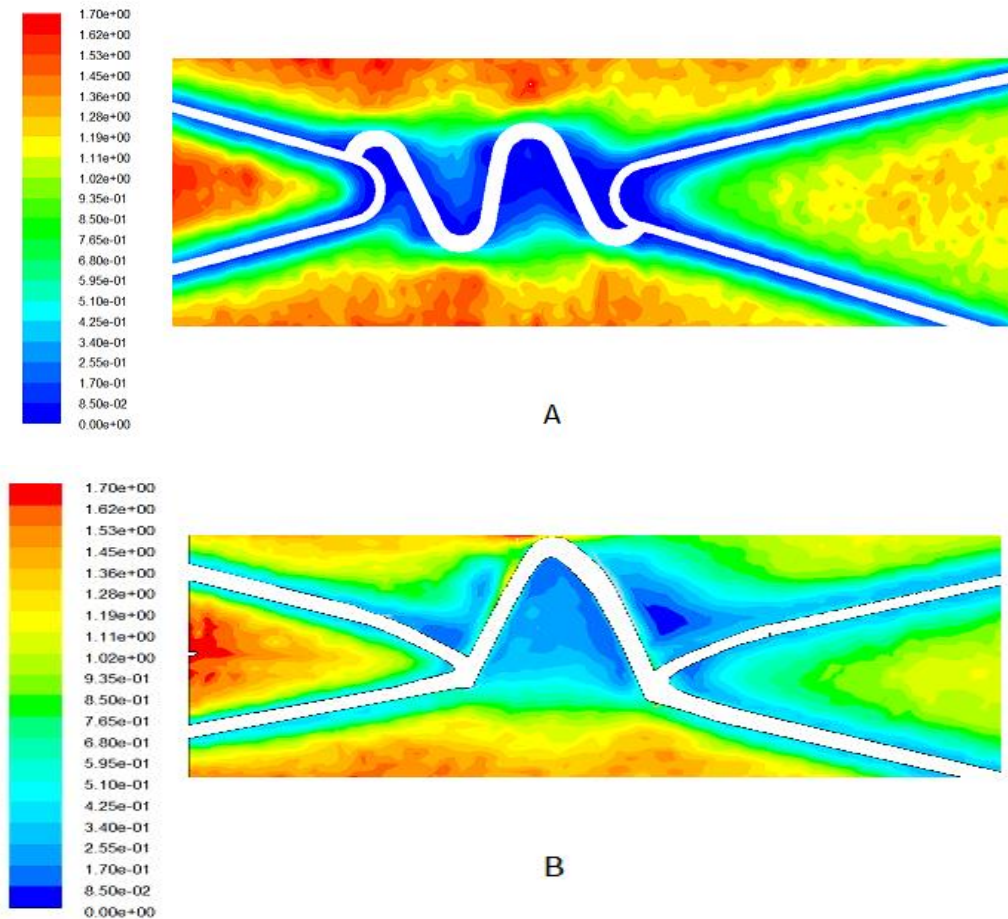 1.70e+00
1.62e+00
1.53e+00
1.45e+00
1.36e+00
1.28e+00
1.19e+00
1.11e+00
1.02e+00
9.35e-01
8.50e-01
7.65e-01
6.80e-01
5.95e-01
5.10e-01
4.25e-01
3.40e-01
2.55e-01
1.70e-01
8.50e-02
0.00e+00
A
1.70e+00
1.62e+00
1.53e+00
1.45e+00
1.36e+00
1.28e+00
1.19e+00
1.11e+00
1.02e+00
9.35e-01
8.50e-01
7.65e-01
6.80e-01
5.95e-01
5.10e-01
4.25e-01
3.40e-01
2.55e-01
1.70e-01
8.50e-02
0.00e+00
B